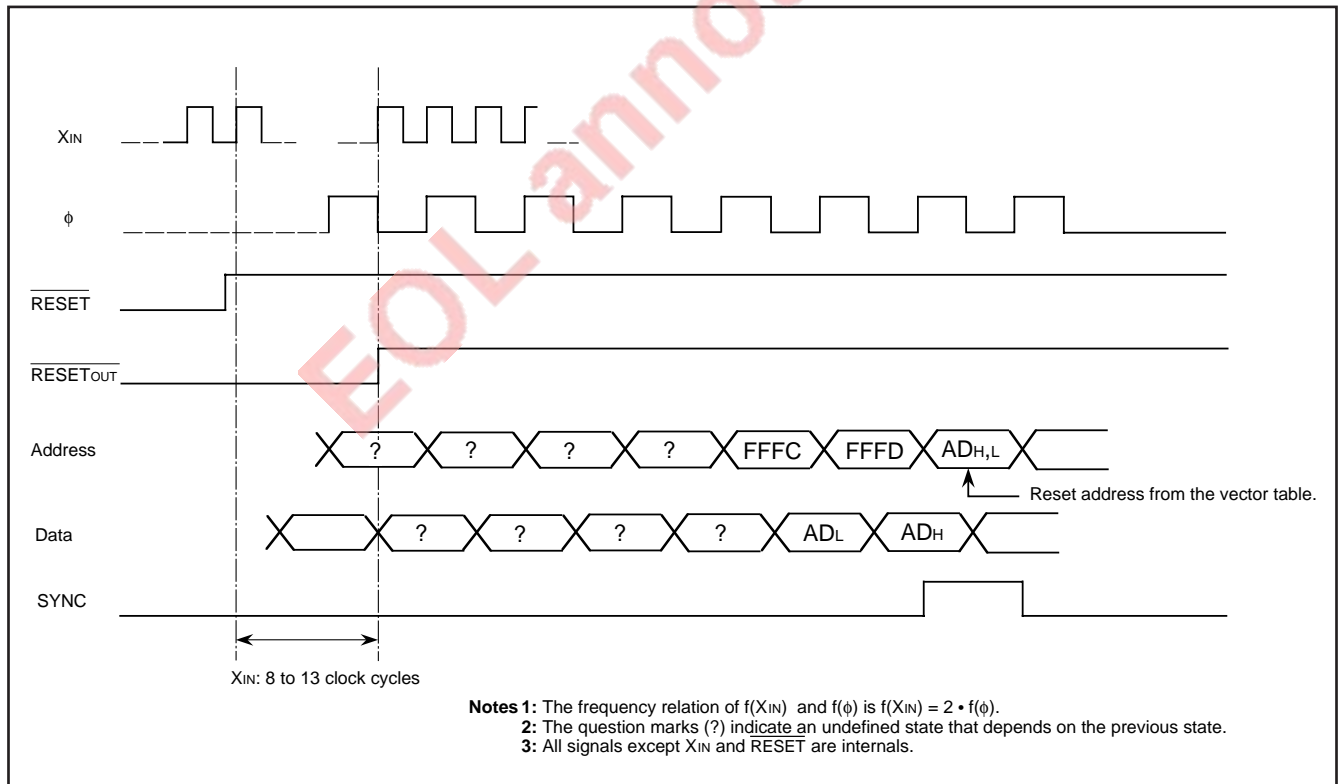 EOL anno
XIN
ϕ
RESET
RESETOUT
Address
? ? ? ? FFFC FFFD ADH,L
Reset address from the vector table.
Data
? ? ? ? ADL ADH
SYNC
XIN: 8 to 13 clock cycles
Notes 1: The frequency relation of f(XIN) and f(ϕ) is f(XIN) = 2 • f(ϕ).
2: The question marks (?) indicate an undefined state that depends on the previous state.
3: All signals except XIN and RESET are internals.